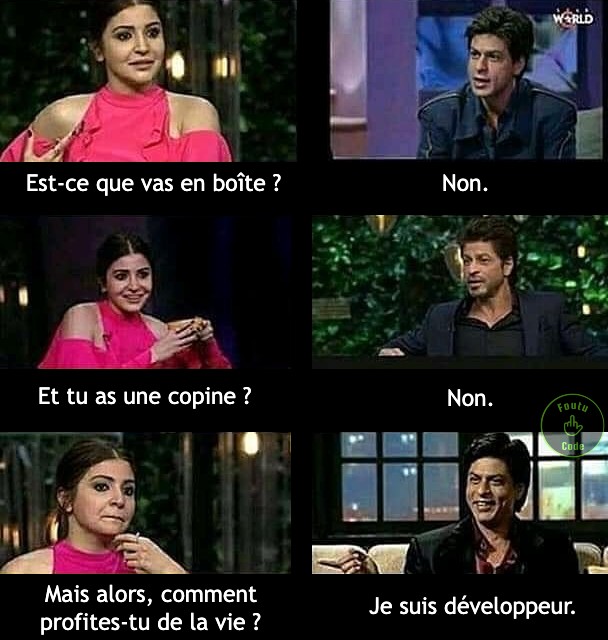 WORLD
Est-ce que vas en boîte ?
Non.
Et tu as une copine ?
Non.
Foutu
Code
Mais alors, comment
profites-tu de la vie ?
Je suis développeur.